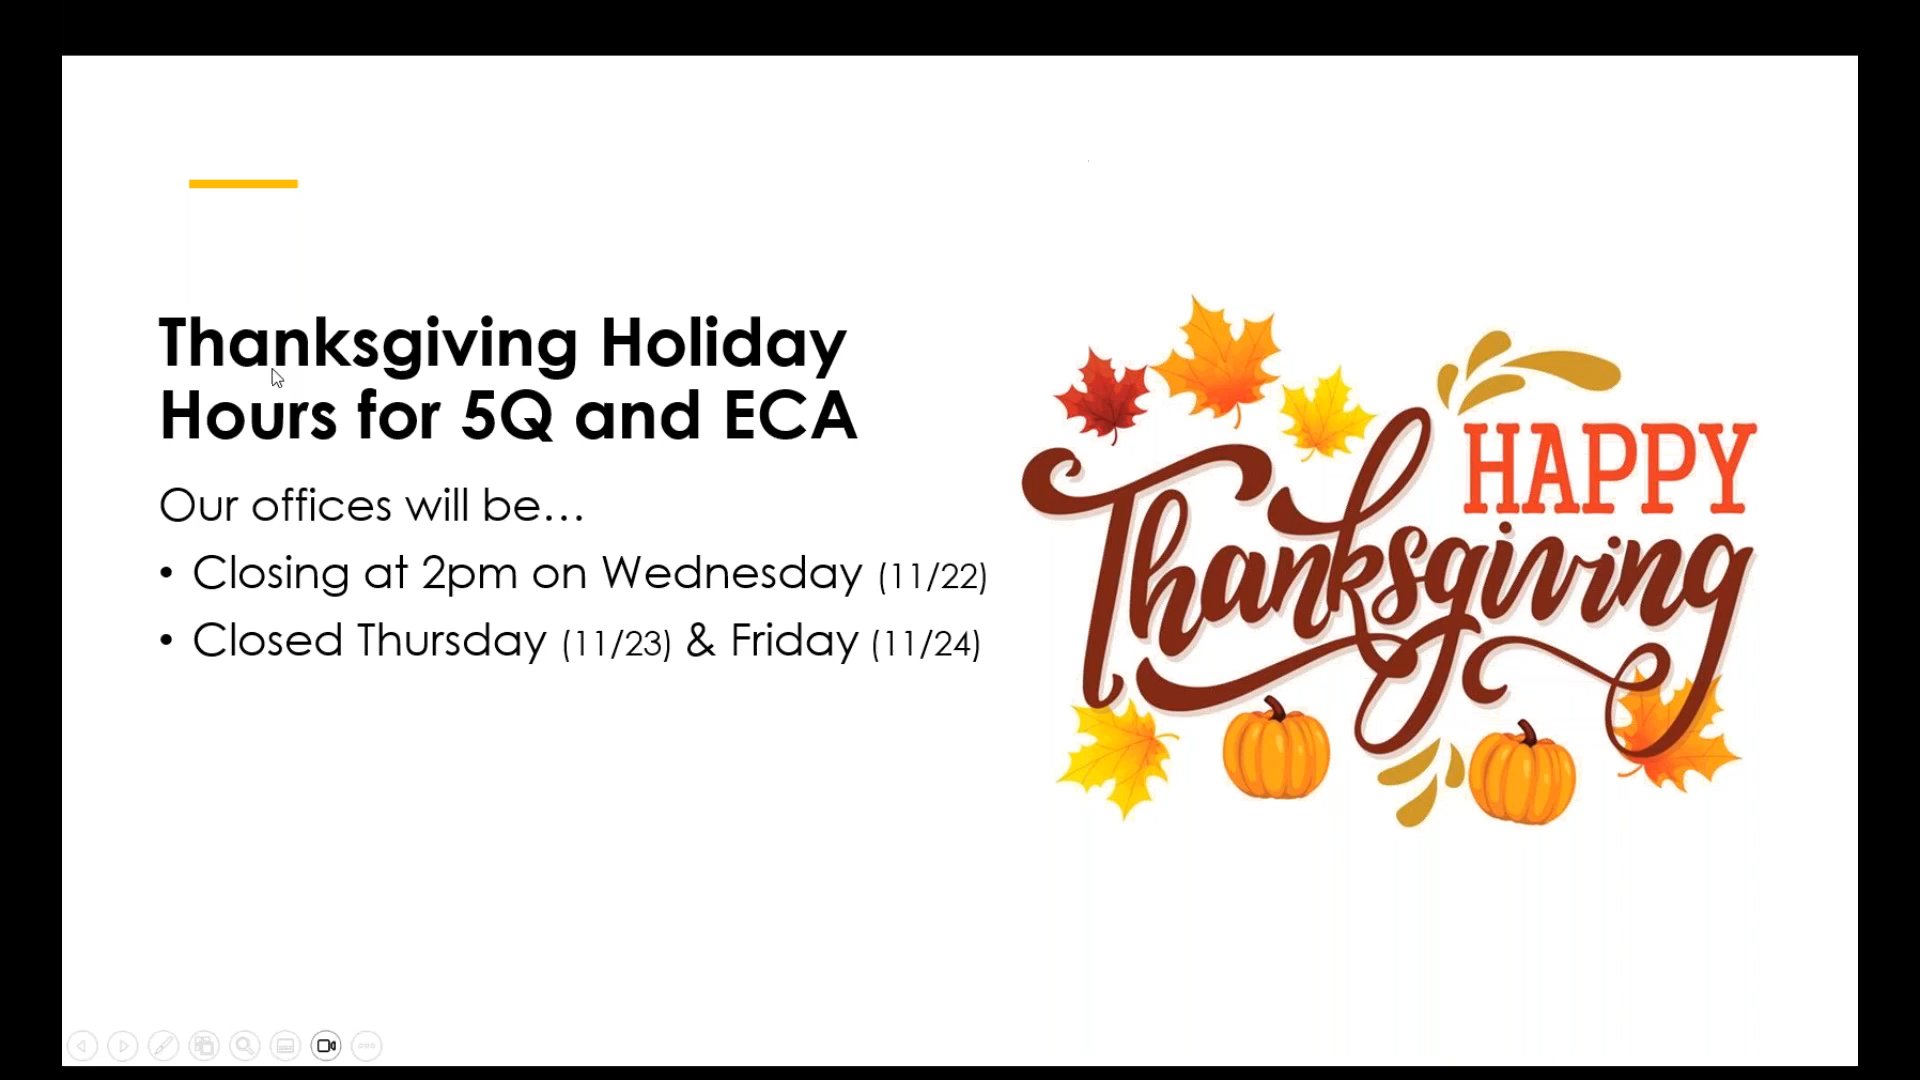 Thanksgiving Holiday
Hours for 5Q and ECA
Our offices will be…
• Closing at 2pm on Wednesday (11/22)
• Closed Thursday (11/23) & Friday (11/24)
HAPPY
Thanksgiving